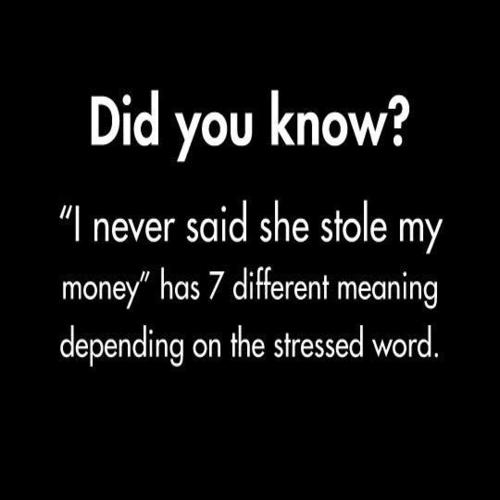 Did you know?
“I never said she stole my
money” has 7 different meaning
depending on the stressed word.